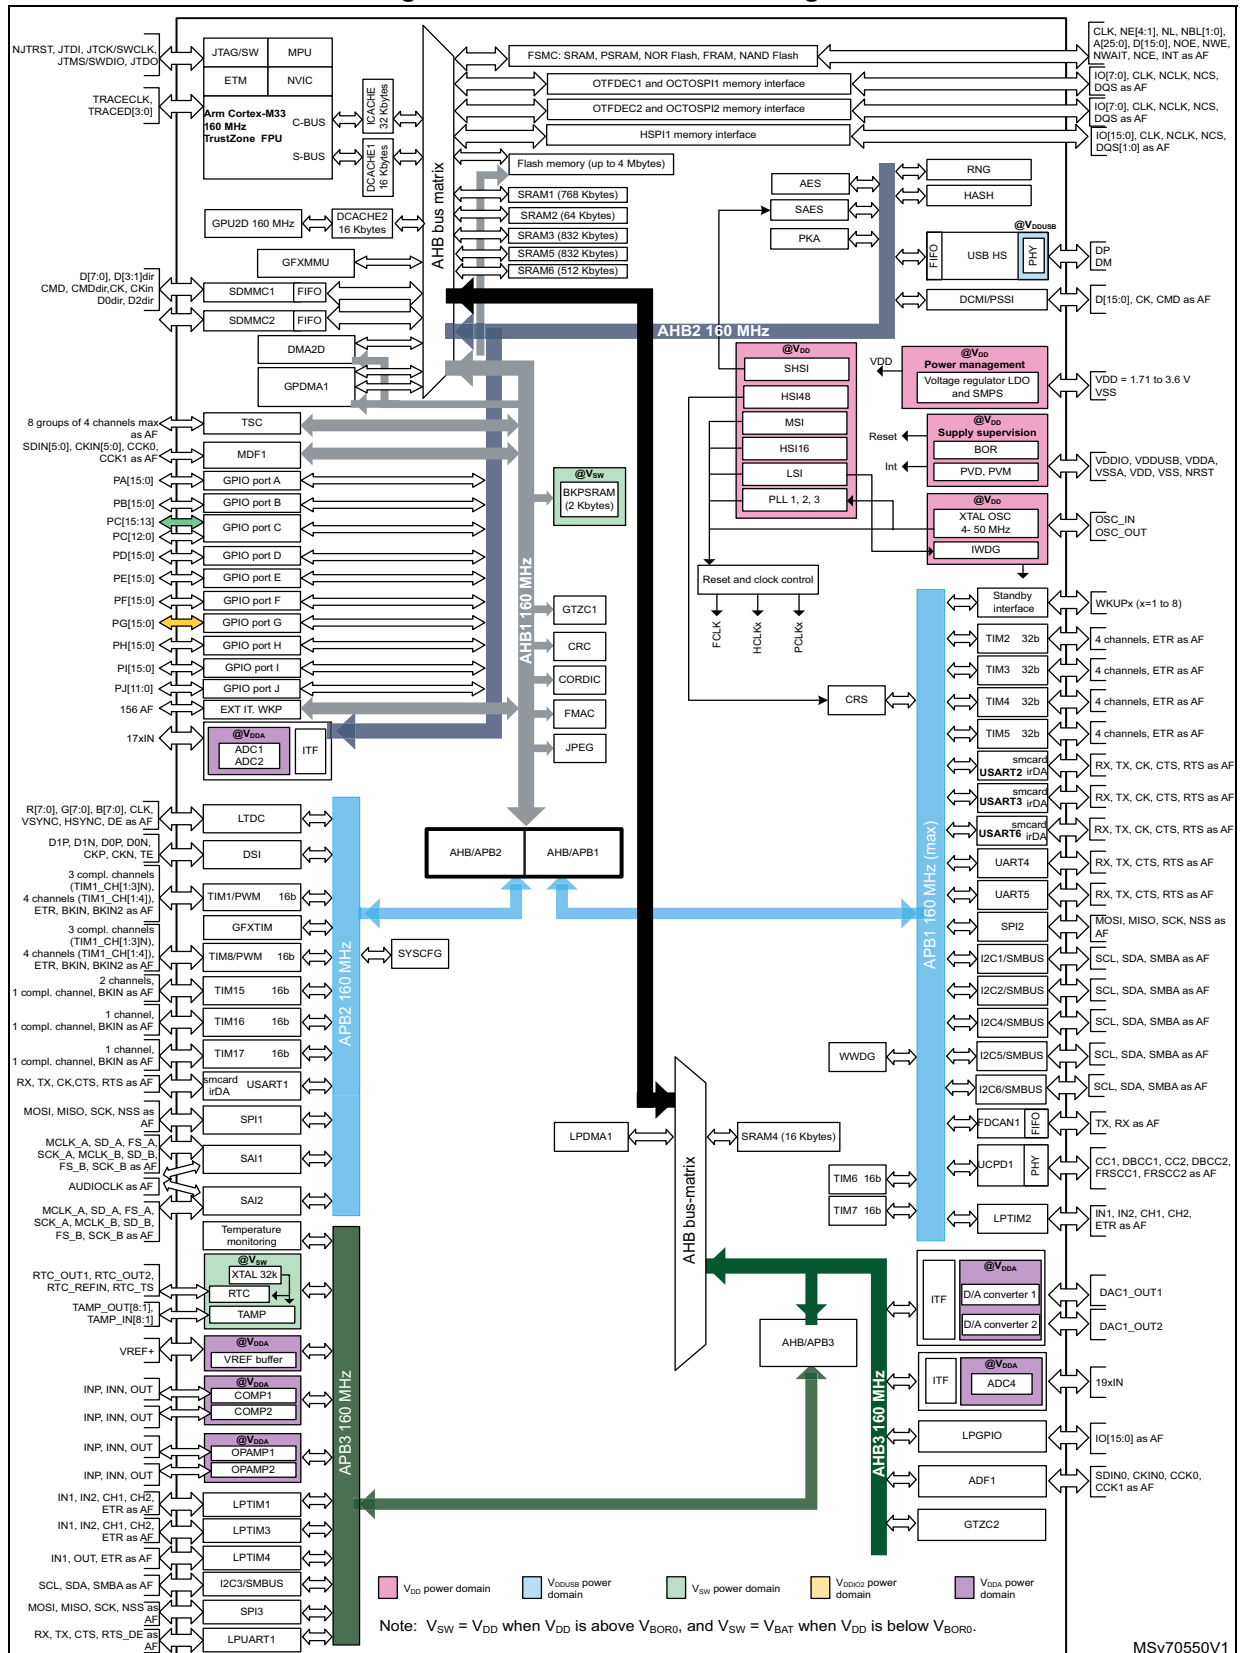 NJTRST, JTDI, JTCK/SWCLK,
JTMS/SWDIO, JTDO
TRACECLK,
TRACED[3:0]
JTAG/SW
MPU
ETM
NVIC
Arm Cortex-M33
160 MHz
TrustZone FPU
C-BUS
S-BUS
ICACHE
32 Kbytes
DCACHE1
16 Kbytes
GPU2D 160 MHz
DCACHE2
16 Kbytes
GFXMMU
D[7:0], D[3:1]dir
CMD, CMDdir,CK, CKin
D0dir, D2dir
SDMMC1
FIFO
SDMMC2
FIFO
DMA2D
GPDMA1
AHB bus matrix
FSMC: SRAM, PSRAM, NOR Flash, FRAM, NAND Flash
OTFDEC1 and OCTOSPI1 memory interface
OTFDEC2 and OCTOSPI2 memory interface
HSPI1 memory interface
Flash memory (up to 4 Mbytes)
SRAM1 (768 Kbytes)
SRAM2 (64 Kbytes)
SRAM3 (832 Kbytes)
SRAM5 (832 Kbytes)
SRAM6 (512 Kbytes)
CLK, NE[4:1], NL, NBL[1:0],
A[25:0], D[15:0], NOE, NWE,
NWAIT, NCE, INT as AF
IO[7:0], CLK, NCLK, NCS,
DQS as AF
IO[7:0], CLK, NCLK, NCS,
DQS as AF
IO[15:0], CLK, NCLK, NCS,
DQS[1:0] as AF
RNG
HASH
AES
SAES
PKA
@VDDUSB
FIFO
USB HS
PHY
DP
DM
DCMI/PSSI
D[15:0], CK, CMD as AF
AHB2 160 MHz
@VDD
SHSI
HSI48
MSI
HSI16
LSI
PLL 1, 2, 3
VDD
@VDD
Power management
Voltage regulator LDO
and SMPS
VDD = 1.71 to 3.6 V
VSS
Reset
Int
@VDD
Supply supervision
BOR
PVD, PVM
VDDIO, VDDUSB, VDDA,
VSSA, VDD, VSS, NRST
@VDD
XTAL OSC
4- 50 MHz
IWDG
OSC_IN
OSC_OUT
Reset and clock control
FCLK
HCLKx
PCLKx
8 groups of 4 channels max
as AF
TSC
SDIN[5:0], CKIN[5:0], CCK0,
CCK1 as AF
MDF1
PA[15:0]
GPIO port A
PB[15:0]
GPIO port B
PC[15:13]
PC[12:0]
GPIO port C
PD[15:0]
GPIO port D
PE[15:0]
GPIO port E
PF[15:0]
GPIO port F
PG[15:0]
GPIO port G
PH[15:0]
GPIO port H
PI[15:0]
GPIO port I
PJ[11:0]
GPIO port J
156 AF
EXT IT. WKP
17xIN
@VDDA
ADC1
ADC2
ITF
@VSW
BKPSRAM
(2 Kbytes)
AHB1 160 MHz
GTZC1
CRC
CORDIC
FMAC
JPEG
AHB/APB2
AHB/APB1
CRS
R[7:0], G[7:0], B[7:0], CLK,
VSYNC, HSYNC, DE as AF
LTDC
D1P, D1N, D0P, D0N,
CKP, CKN, TE
DSI
3 compl. channels
(TIM1_CH[1:3]N),
4 channels (TIM1_CH[1:4]),
ETR, BKIN, BKIN2 as AF
TIM1/PWM 16b
GFXTIM
3 compl. channels
(TIM1_CH[1:3]N),
4 channels (TIM1_CH[1:4]),
ETR, BKIN, BKIN2 as AF
TIM8/PWM 16b
2 channels,
1 compl. channel, BKIN as AF
TIM15 16b
1 channel,
1 compl. channel, BKIN as AF
TIM16 16b
1 channel,
1 compl. channel, BKIN as AF
TIM17 16b
RX, TX, CK,CTS, RTS as AF
smcard
irDA
USART1
MOSI, MISO, SCK, NSS as
AF
SPI1
MCLK_A, SD_A, FS_A,
SCK_A, MCLK_B, SD_B,
FS_B, SCK_B as AF
SAI1
AUDIOCLK as AF
MCLK_A, SD_A, FS_A,
SCK_A, MCLK_B, SD_B,
FS_B, SCK_B as AF
SAI2
APB2 160 MHz
SYSCFG
APB1 160 MHz (max)
Standby
interface
WKUPx (x=1 to 8)
TIM2 32b
4 channels, ETR as AF
TIM3 32b
4 channels, ETR as AF
TIM4 32b
4 channels, ETR as AF
TIM5 32b
4 channels, ETR as AF
smcard
USART2 irDA
RX, TX, CK, CTS, RTS as AF
smcard
USART3 irDA
RX, TX, CK, CTS, RTS as AF
smcard
USART6 irDA
RX, TX, CK, CTS, RTS as AF
UART4
RX, TX, CTS, RTS as AF
UART5
RX, TX, CTS, RTS as AF
SPI2
MOSI, MISO, SCK, NSS as
AF
I2C1/SMBUS
SCL, SDA, SMBA as AF
I2C2/SMBUS
SCL, SDA, SMBA as AF
I2C4/SMBUS
SCL, SDA, SMBA as AF
I2C5/SMBUS
SCL, SDA, SMBA as AF
I2C6/SMBUS
SCL, SDA, SMBA as AF
WWDG
FDCAN1
FIFO
TX, RX as AF
UCPD1
PHY
CC1, DBCC1, CC2, DBCC2,
FRSCC1, FRSCC2 as AF
TIM6 16b
TIM7 16b
LPTIM2
IN1, IN2, CH1, CH2,
ETR as AF
LPDMA1
AHB bus-matrix
SRAM4 (16 Kbytes)
Temperature
monitoring
@VSW
XTAL 32k
RTC
TAMP
RTC_OUT1, RTC_OUT2,
RTC_REFIN, RTC_TS
TAMP_OUT[8:1],
TAMP_IN[8:1]
VREF+
@VDDA
VREF buffer
INP, INN, OUT
INP, INN, OUT
@VDDA
COMP1
COMP2
INP, INN, OUT
INP, INN, OUT
@VDDA
OPAMP1
OPAMP2
IN1, IN2, CH1, CH2,
ETR as AF
LPTIM1
IN1, IN2, CH1, CH2,
ETR as AF
LPTIM3
IN1, OUT, ETR as AF
LPTIM4
SCL, SDA, SMBA as AF
I2C3/SMBUS
MOSI, MISO, SCK, NSS as
AF
SPI3
RX, TX, CTS, RTS_DE as
AF
LPUART1
APB3 160 MHz
AHB/APB3
AHB3 160 MHz
ITF
@VDDA
D/A converter 1
D/A converter 2
DAC1_OUT1
DAC1_OUT2
ITF
@VDDA
ADC4
19xIN
LPGPIO
IO[15:0] as AF
ADF1
SDIN0, CKIN0, CCK0,
CCK1 as AF
GTZC2
VDD power domain
VDDUSB power
domain
VSW power domain
VDDIO2 power
domain
VDDA power
domain
Note: VSW = VDD when VDD is above VBOR0, and VSW = VBAT when VDD is below VBOR0.
MSv70550V1